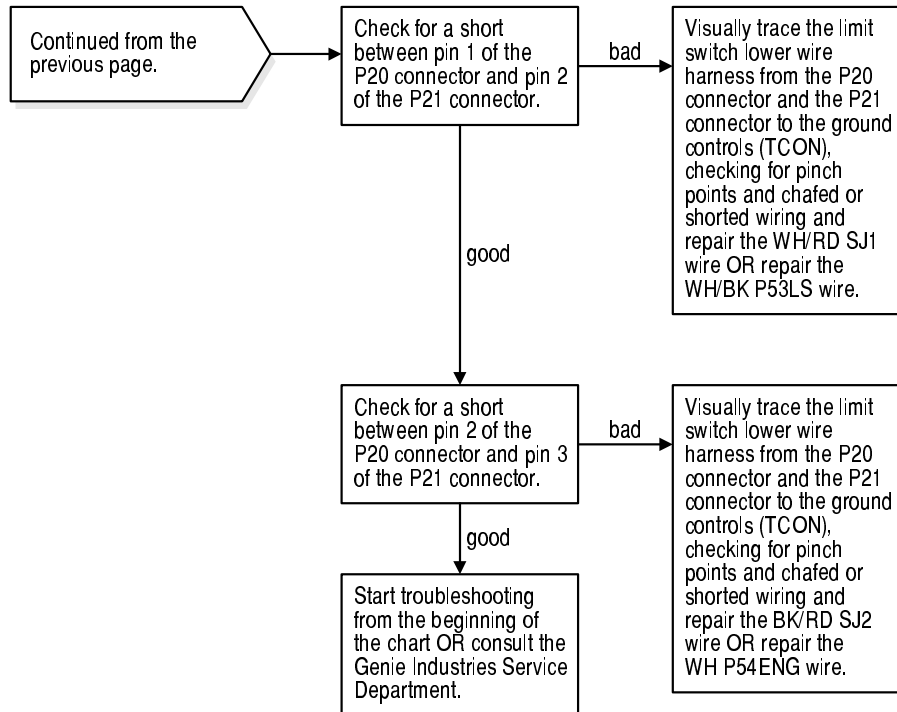 Continued from the
previous page.
Check for a short
between pin 1 of the
P20 connector and pin 2
of the P21 connector.
bad
Visually trace the limit
switch lower wire
harness from the P20
connector and the P21
connector to the ground
controls (TCON),
checking for pinch
points and chafed or
shorted wiring and
repair the WH/RD SJ1
wire OR repair the
WH/BK P53LS wire.
good
Check for a short
between pin 2 of the
P20 connector and pin 3
of the P21 connector.
bad
Visually trace the limit
switch lower wire
harness from the P20
connector and the P21
connector to the ground
controls (TCON),
checking for pinch
points and chafed or
shorted wiring and
repair the BK/RD SJ2
wire OR repair the
WH P54ENG wire.
good
Start troubleshooting
from the beginning of
the chart OR consult the
Genie Industries Service
Department.